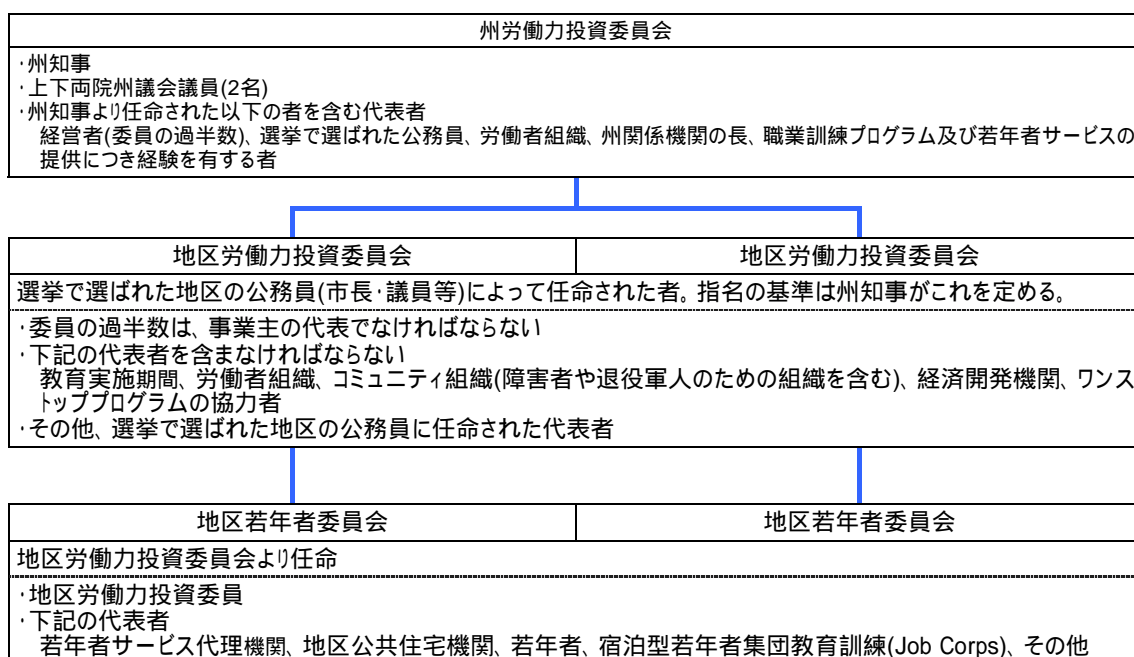 州労働力投資委員会
・州知事
・上下両院州議会議員(2名)
・州知事より任命された以下の者を含む代表者
経営者(委員の過半数)、選挙で選ばれた公務員、労働者組織、州関係機関の長、職業訓練プログラム及び若年者サービスの
提供につき経験を有する者
地区労働力投資委員会 地区労働力投資委員会
選挙で選ばれた地区の公務員(市長・議員等)によって任命された者。指名の基準は州知事がこれを定める。
・委員の過半数は、事業主の代表でなければならない
・下記の代表者を含まなければならない
教育実施期間、労働者組織、コミュニティ組織(障害者や退役軍人のための組織を含む)、経済開発機関、ワンス
トッププログラムの協力者
・その他、選挙で選ばれた地区の公務員に任命された代表者
地区若年者委員会 地区若年者委員会
地区労働力投資委員会より任命
・地区労働力投資委員
・下記の代表者
若年者サービス代理機関、地区公共住宅機関、若年者、宿泊型若年者集団教育訓練(Job Corps)、その他